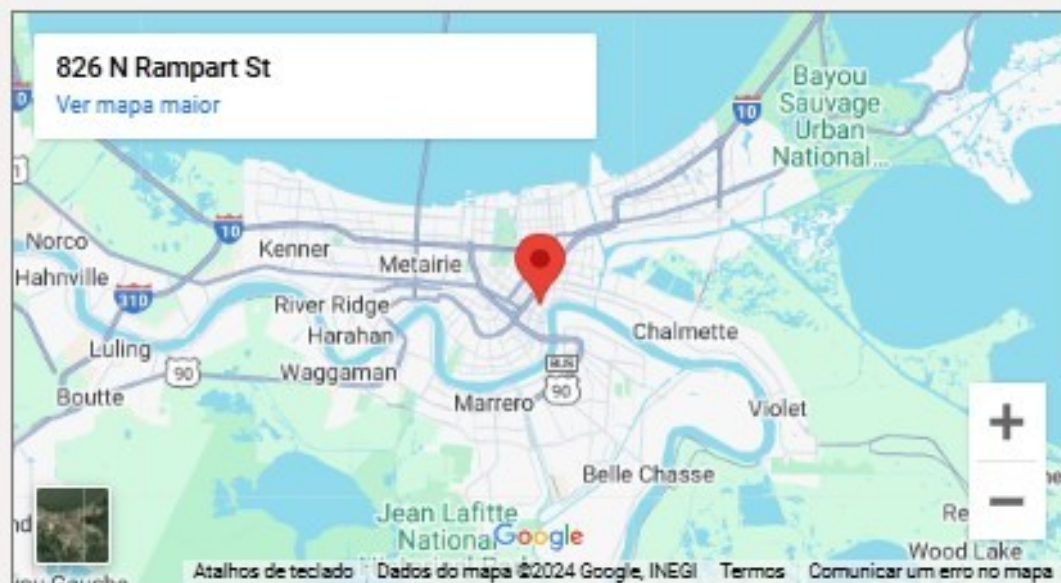 826 N Rampart St
Ver mapa maior
Bayou
Sauvage
Urban
National...
10
10
Norco
Kenner
Metairie
Hahnville
310
River Ridge
Harahan
Chalmette
Luling
Waggaman
90
BUS
90
Boutte
Marrero
Violet
Belle Chasse
Jean Lafitte
National
Google
Wood Lake
Atalhos de teclado
Dados do mapa ©2024 Google, INEGI
Termos
Comunicar um erro no mapa